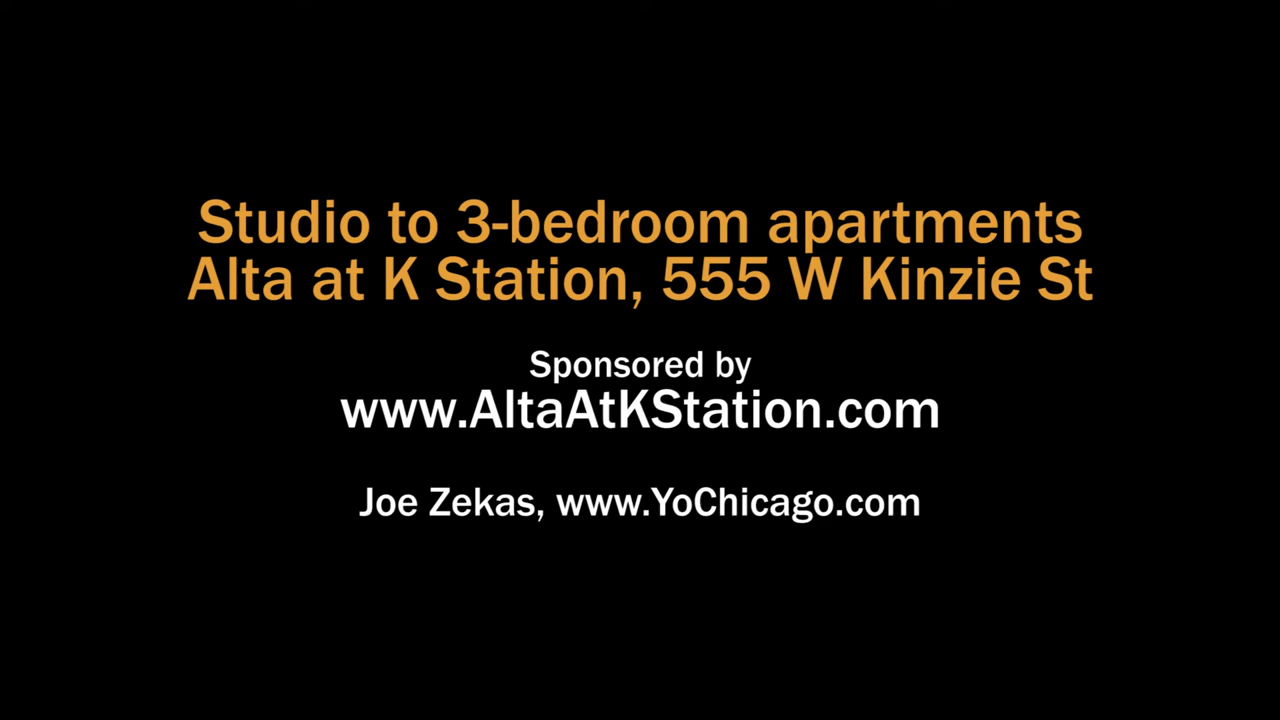 Studio to 3-bedroom apartments
Alta at K Station, 555 W Kinzie St
Sponsored by
www.AltaAtKStation.com
Joe Zekas, www.YoChicago.com